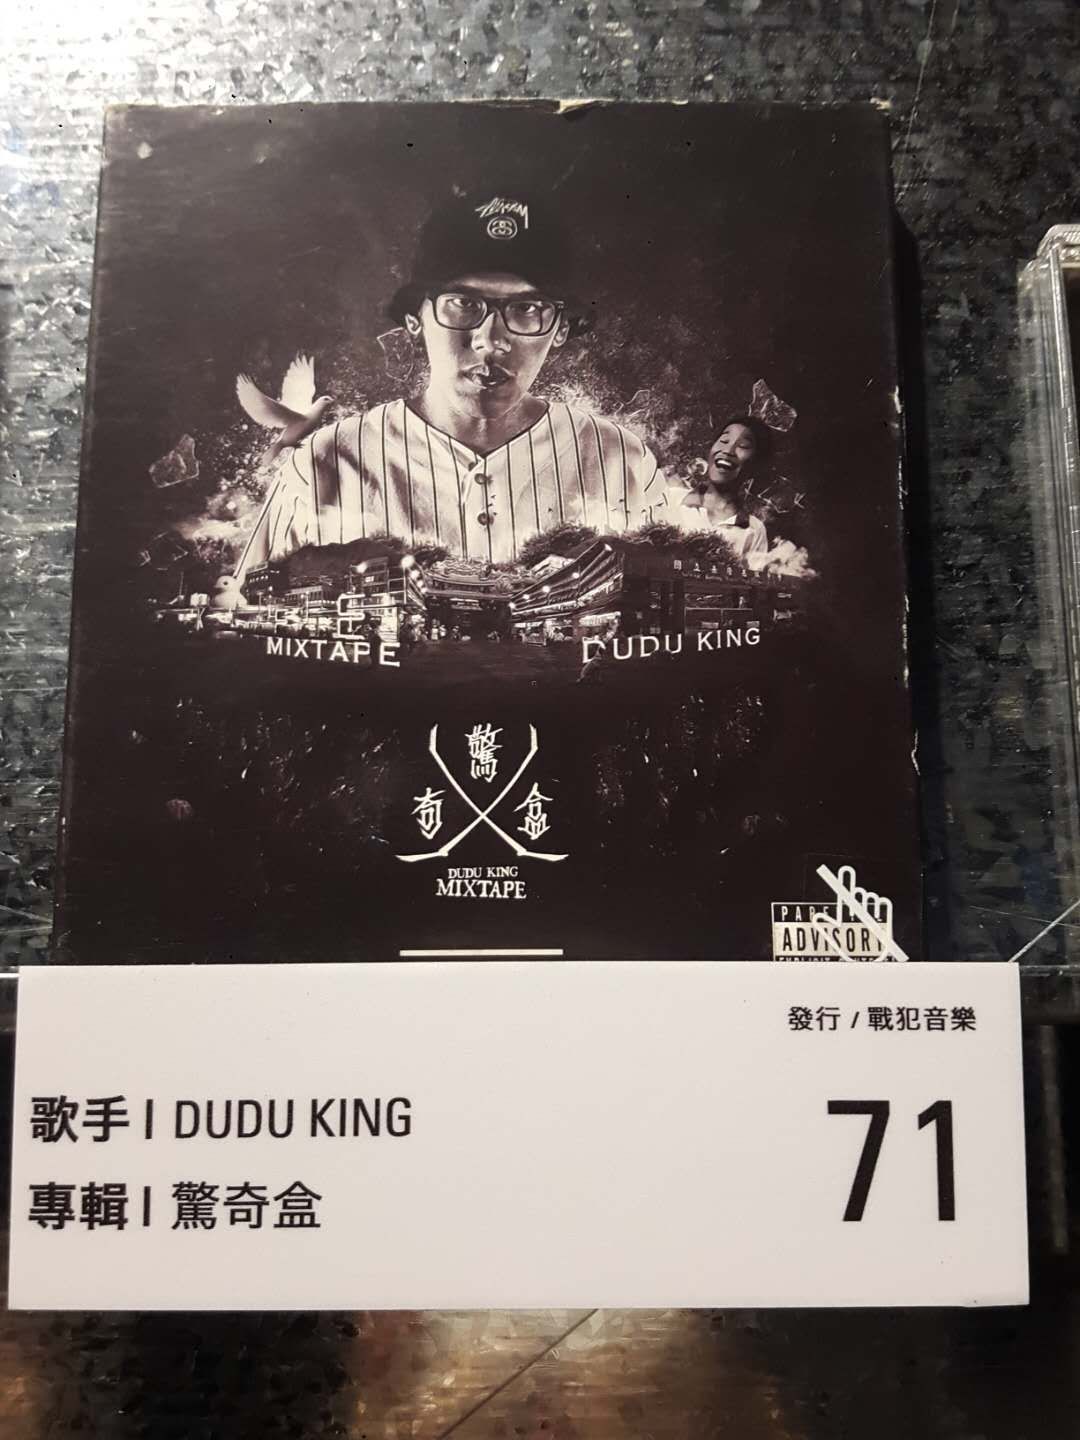 STÜSSY
MIXTAPE
DUDU KING
驚
奇 盒
DUDU KING
MIXTAPE
ADVISORY
發行 / 戰犯音樂
歌手 | DUDU KING
71
專輯 | 驚奇盒